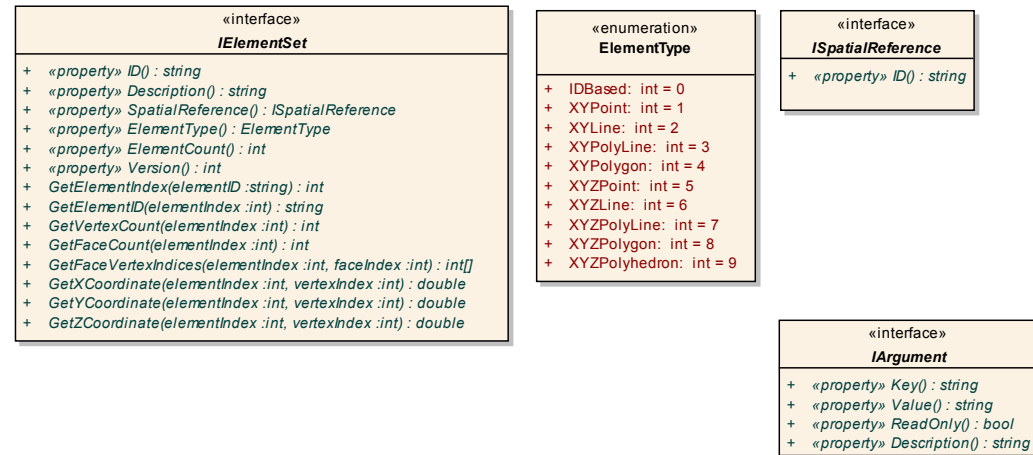 «interface»
IElementSet
+ «property» ID() : string
+ «property» Description() : string
+ «property» SpatialReference() : ISpatialReference
+ «property» ElementType() : ElementType
+ «property» ElementCount() : int
+ «property» Version() : int
+ GetElementIndex(elementID :string) : int
+ GetElementID(elementIndex :int) : string
+ GetVertexCount(elementIndex :int) : int
+ GetFaceCount(elementIndex :int) : int
+ GetFaceVertexIndices(elementIndex :int, faceIndex :int) : int[]
+ GetXCoordinate(elementIndex :int, vertexIndex :int) : double
+ GetYCoordinate(elementIndex :int, vertexIndex :int) : double
+ GetZCoordinate(elementIndex :int, vertexIndex :int) : double
«enumeration»
ElementType
+ IDBased: int = 0
+ XYPoint: int = 1
+ XYLine: int = 2
+ XYPolyLine: int = 3
+ XYPolygon: int = 4
+ XYZPoint: int = 5
+ XYZLine: int = 6
+ XYZPolyLine: int = 7
+ XYZPolygon: int = 8
+ XYZPolyhedron: int = 9
«interface»
ISpatialReference
+ «property» ID() : string
«interface»
IArgument
+ «property» Key() : string
+ «property» Value() : string
+ «property» ReadOnly() : bool
+ «property» Description() : string